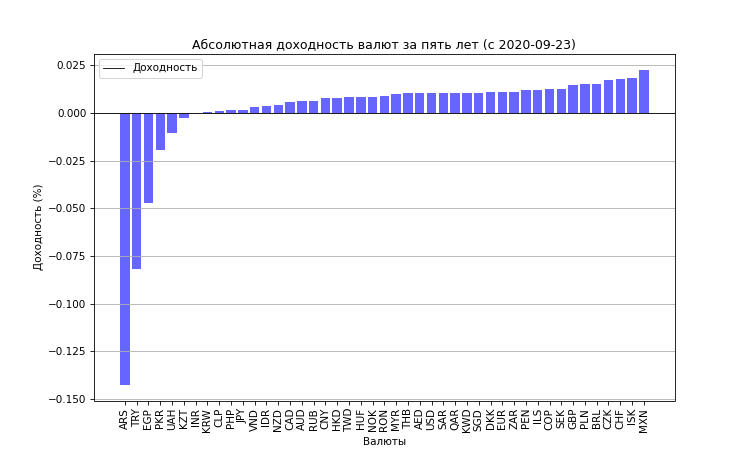 Абсолютная доходность валют за пять лет (с 2020-09-23)
Доходность
0.025
0.000
−0.025
−0.050
−0.075
−0.100
−0.125
−0.150
Доходность (%)
ARS TRY EGP PKR UAH KZT INR KRW CLP PHP JPY VND IDR NZD CAD AUD RUB CNY HKD TWD HUF NOK RON MYR THB AED USD SAR QAR KWD SGD DKK EUR ZAR PEN ILS COP SEK GBP PLN BRL CZK CHF ISK MXN
Валюты